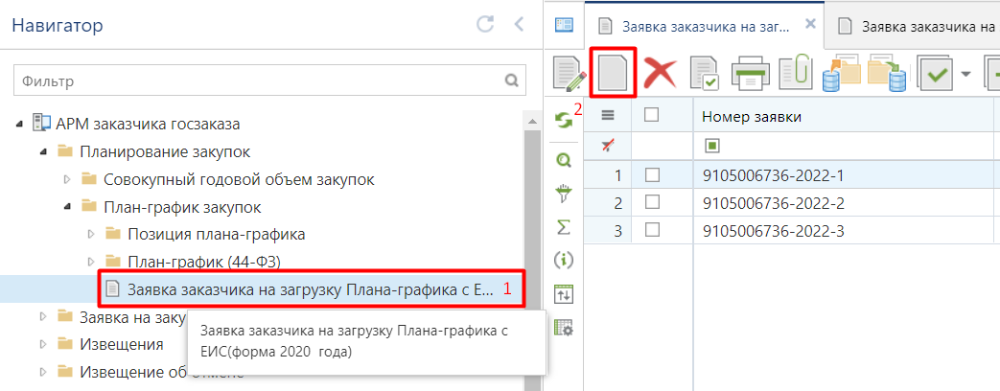 Навигатор
Фильтр
АРМ заказчика госзаказа
Планирование закупок
Совокупный годовой объем закупок
План-график закупок
Позиция плана-графика
План-график (44-ФЗ)
Заявка заказчика на загрузку Плана-графика с Е... 1
Заявка на заку
Заявка заказчика на загрузку Плана-графика с
ЕИС(форма 2020 года)
Извещения
Извещение об отмене
Заявка заказчика на заг...
Заявка заказчика на
2
Номер заявки
1 9105006736-2022-1
2 9105006736-2022-2
3 9105006736-2022-3